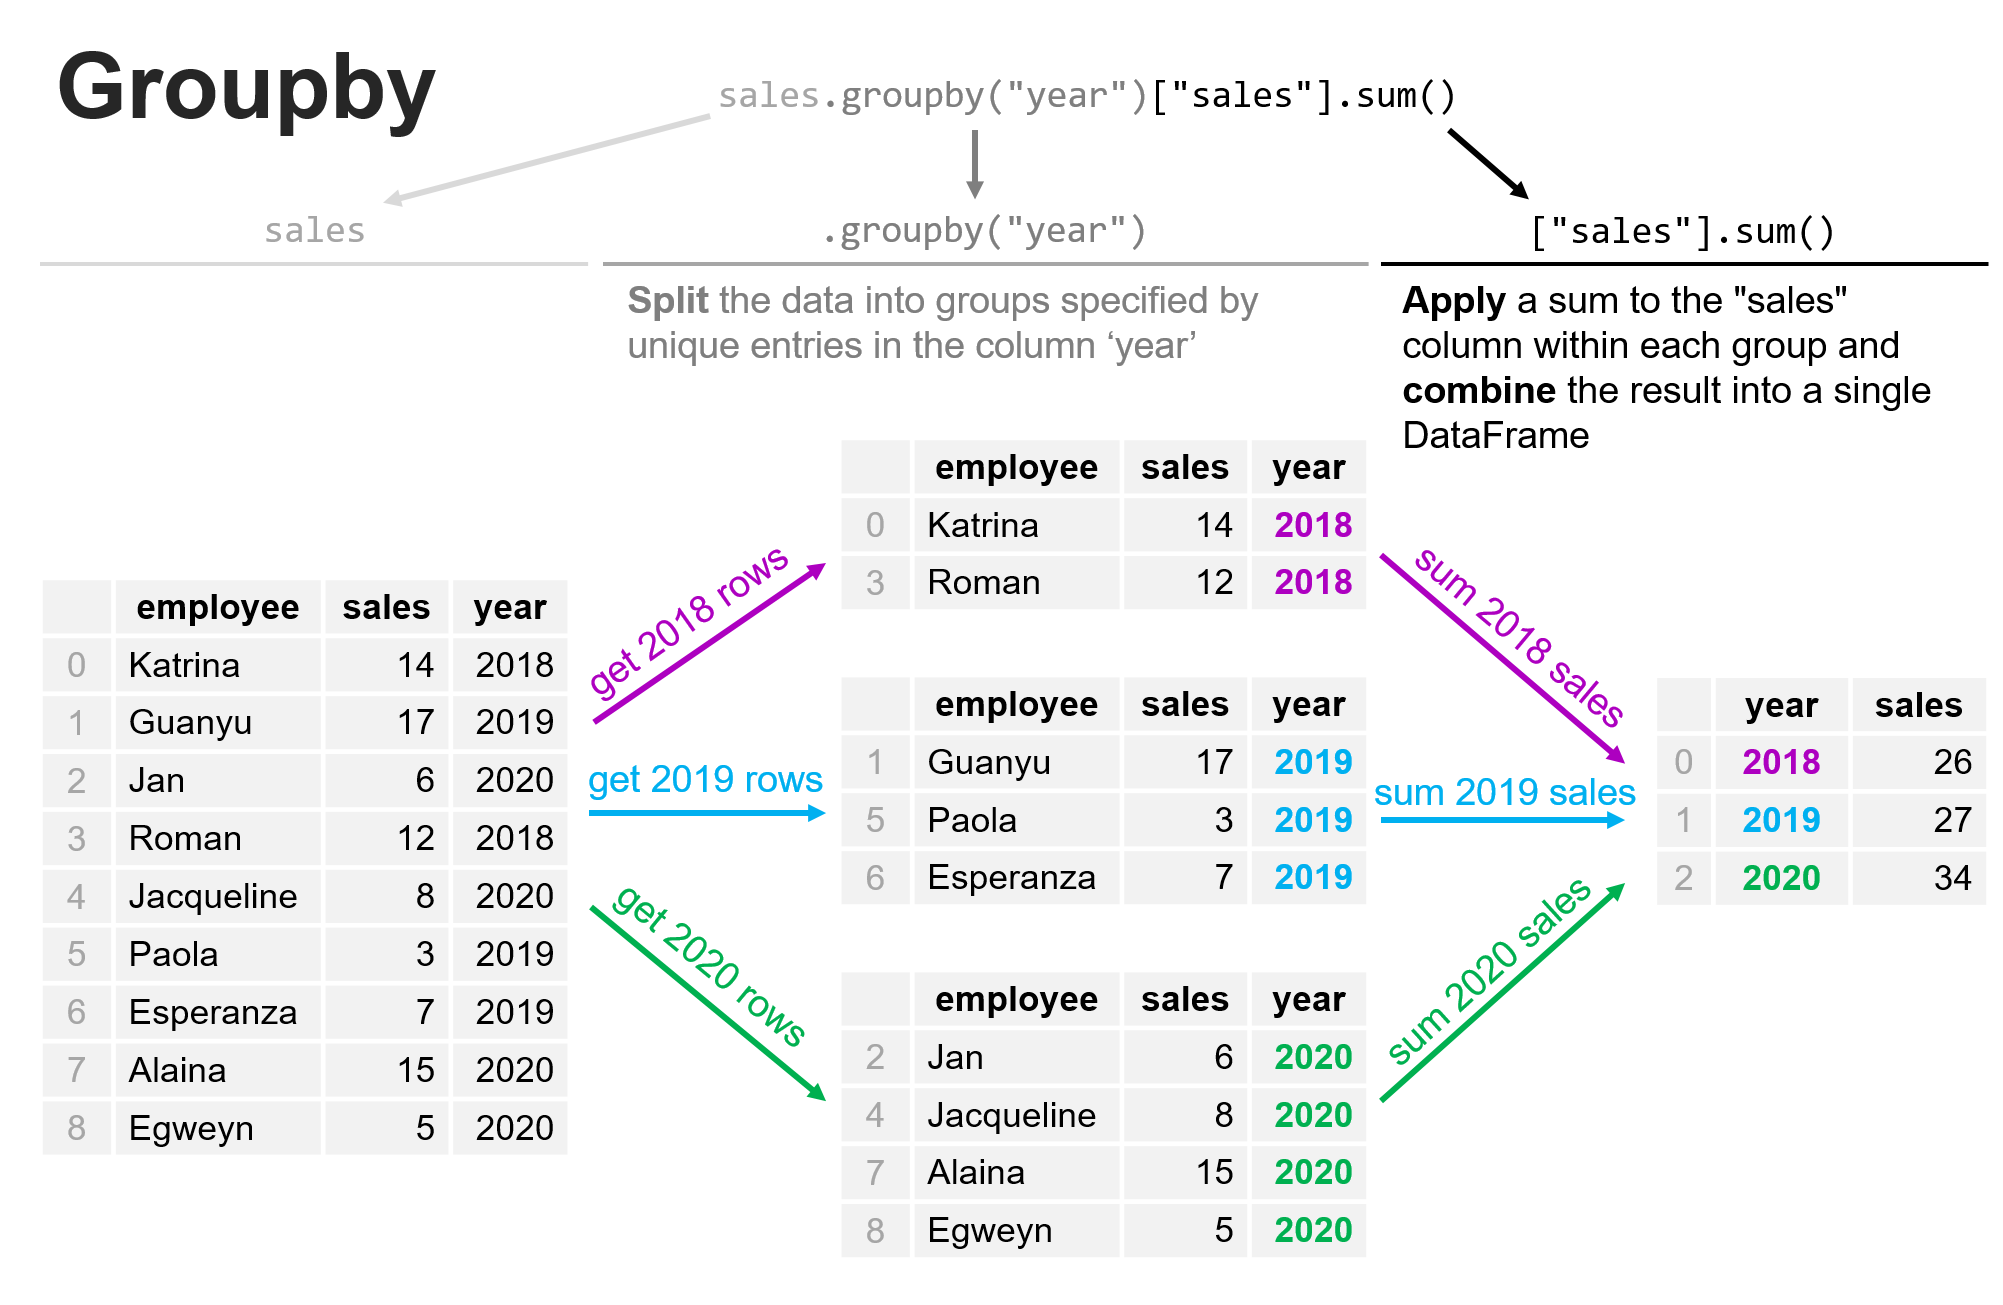 Groupby
sales.groupby("year")["sales"].sum()
sales
.groupby("year")
["sales"].sum()
Split the data into groups specified by
unique entries in the column ‘year’
Apply a sum to the "sales"
column within each group and
combine the result into a single
DataFrame
employee sales year
0 Katrina 14 2018
1 Guanyu 17 2019
2 Jan 6 2020
3 Roman 12 2018
4 Jacqueline 8 2020
5 Paola 3 2019
6 Esperanza 7 2019
7 Alaina 15 2020
8 Egweyn 5 2020
get 2018 rows
get 2019 rows
get 2020 rows
employee sales year
0 Katrina 14 2018
3 Roman 12 2018
employee sales year
1 Guanyu 17 2019
5 Paola 3 2019
6 Esperanza 7 2019
employee sales year
2 Jan 6 2020
4 Jacqueline 8 2020
7 Alaina 15 2020
8 Egweyn 5 2020
sum 2018 sales
sum 2019 sales
sum 2020 sales
year sales
0 2018 26
1 2019 27
2 2020 34